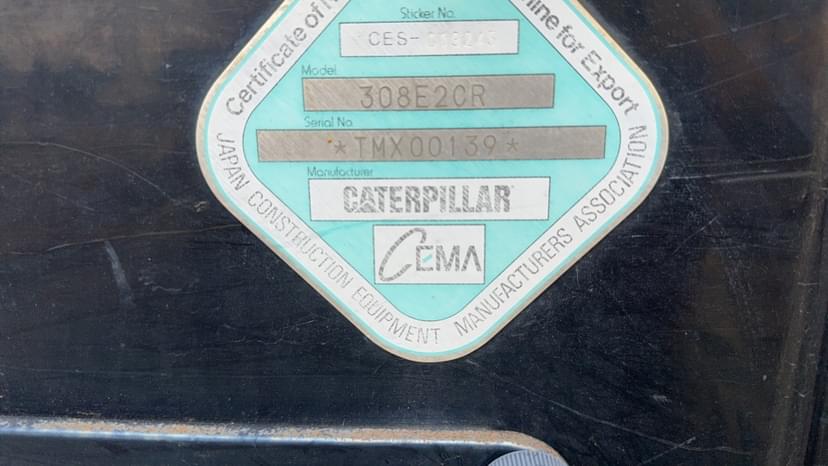 Certificate of
ine for Export
Sticker No.
CES-
Model
308E2CR
Serial No.
*TMX00139*
Manufacturer
CATERPILLAR
CEMA
JAPAN CONSTRUCTION EQUIPMENT MANUFACTURERS ASSOCIATION